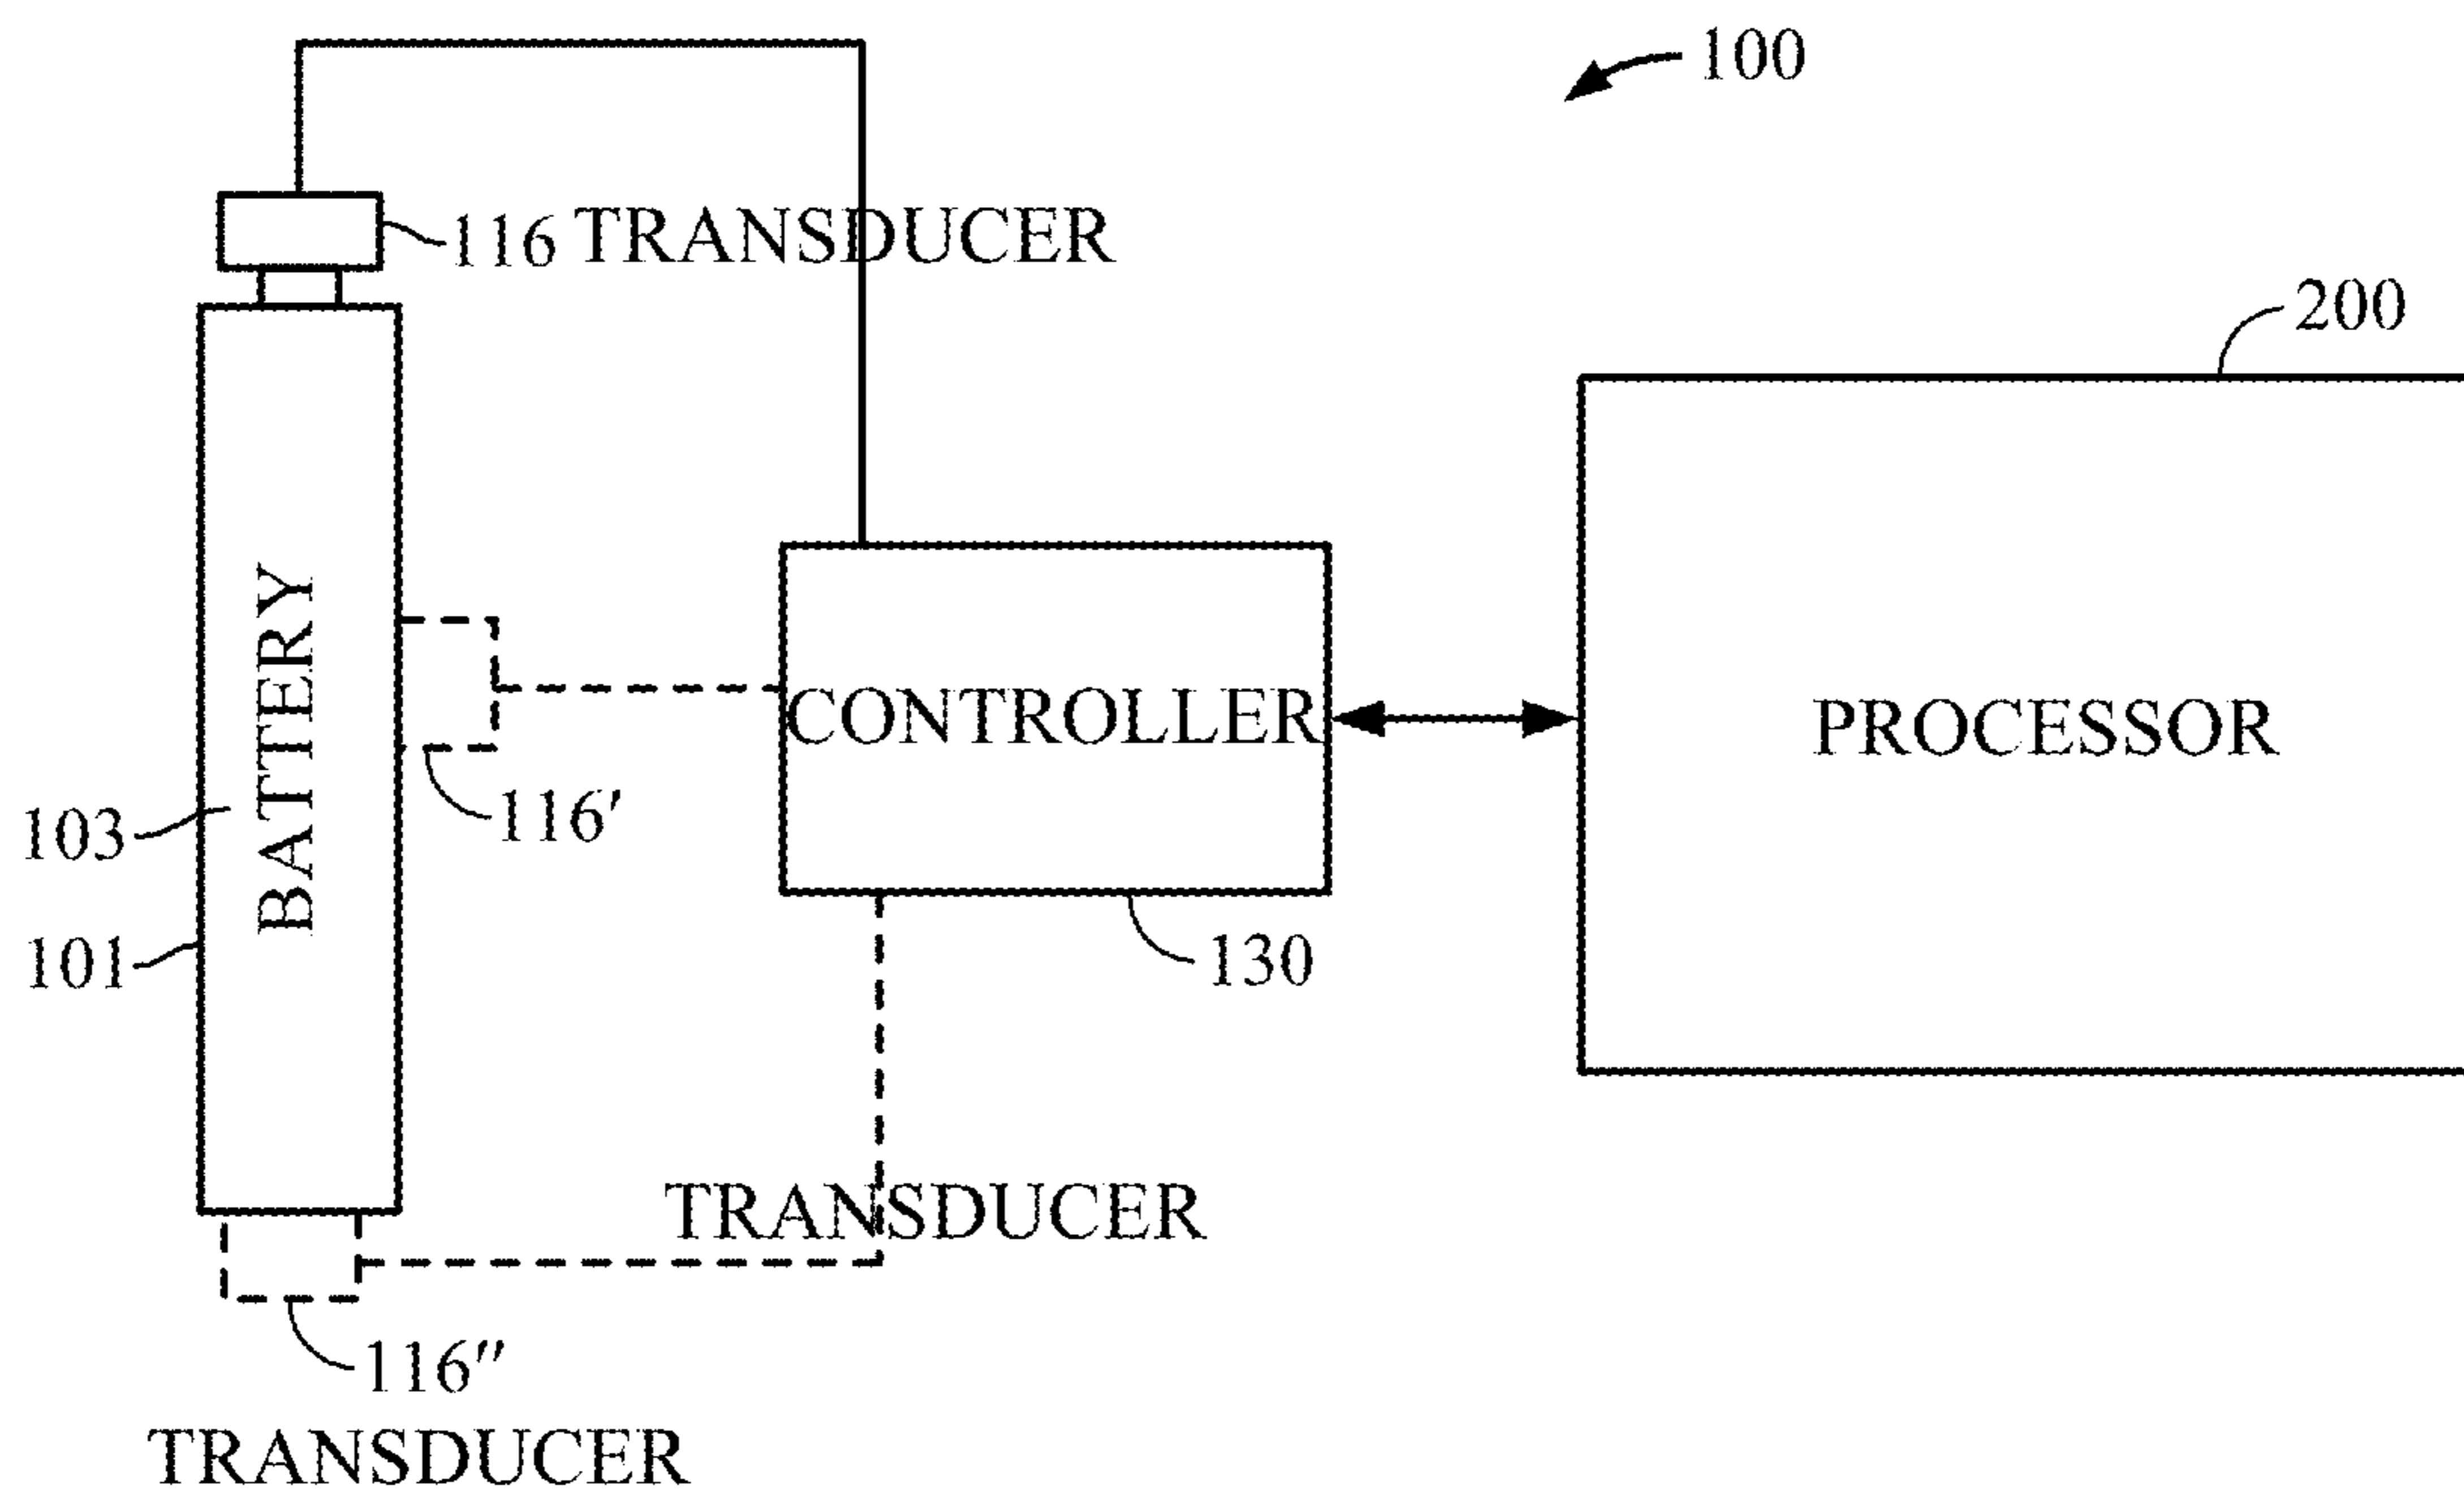 100
116 TRANSDUCER
200
BATTERY
CONTROLLER
PROCESSOR
103
116′
101
130
TRANSDUCER
116″
TRANSDUCER